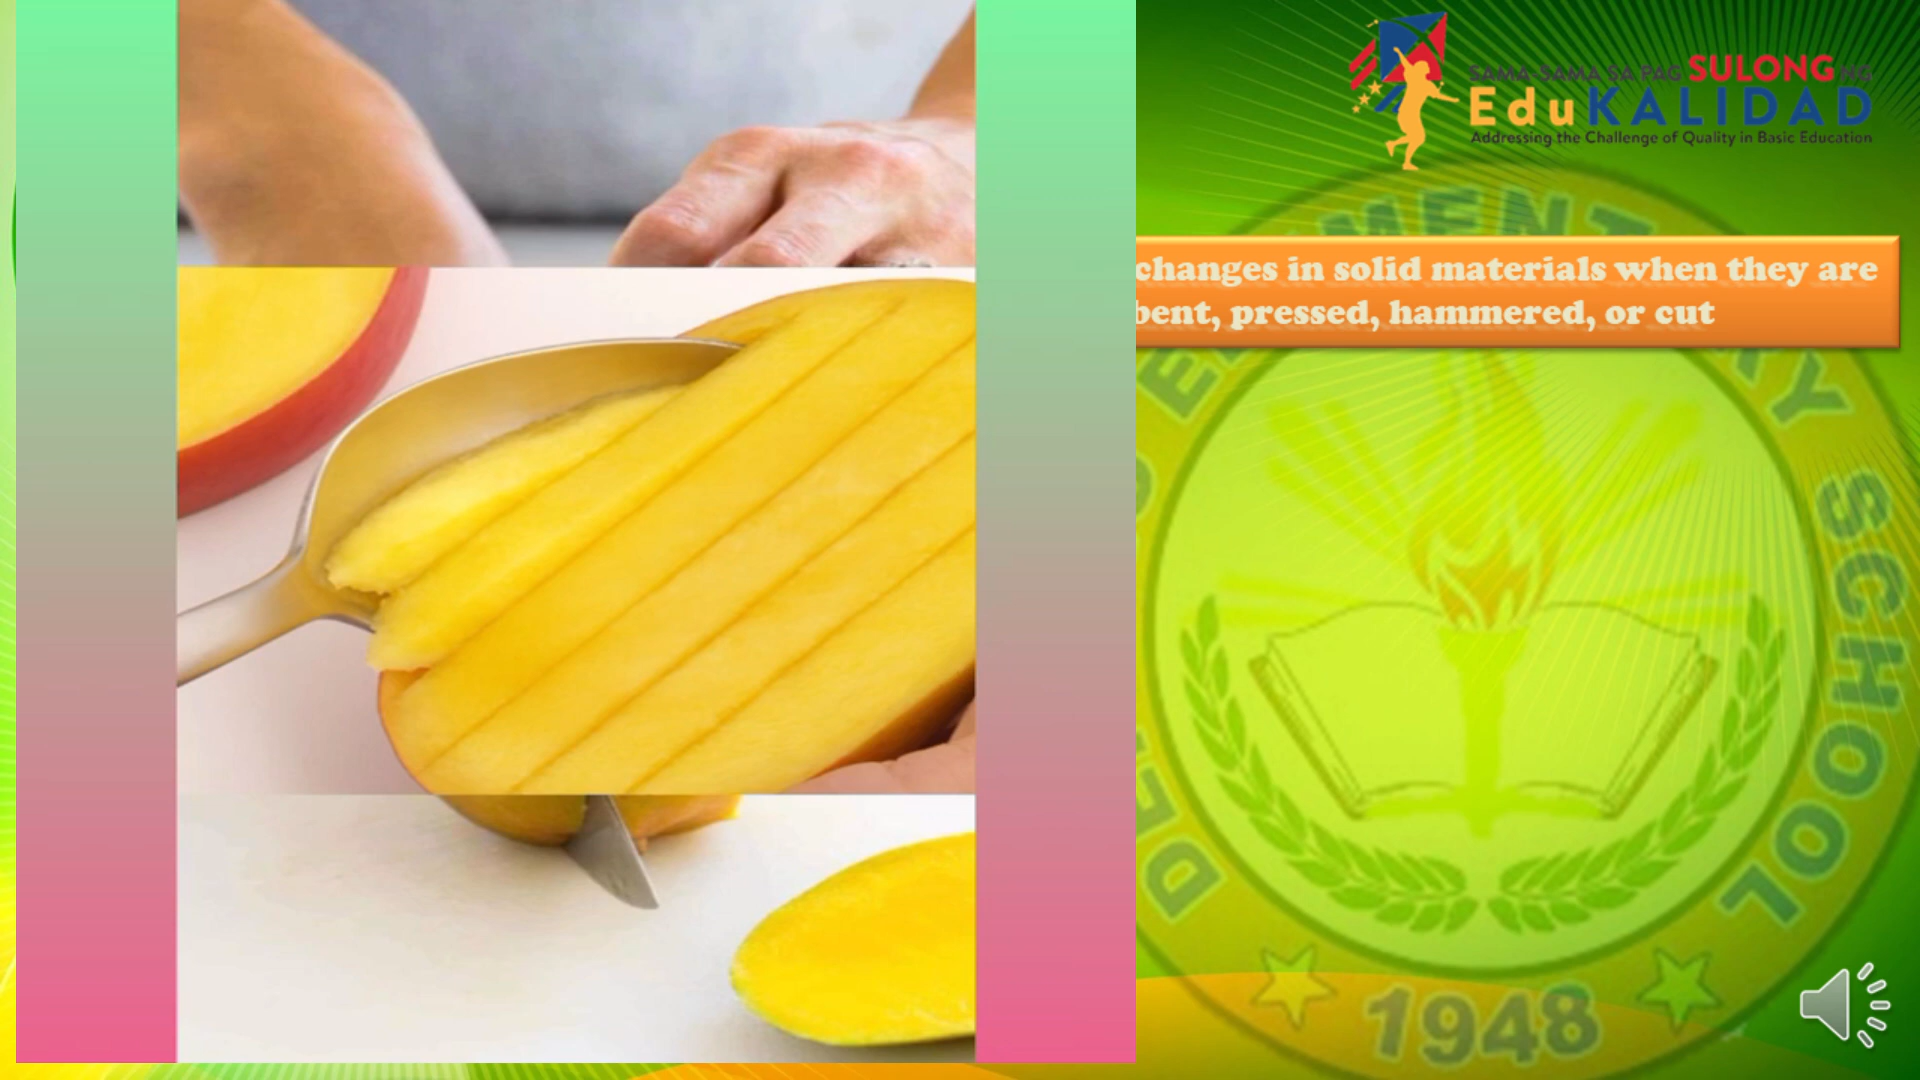 SAMA-SAMA SA PAG SULONG NG
EduKALIDAD
Addressing the Challenge of Quality in Basic Education
changes in solid materials when they are
bent, pressed, hammered, or cut
SCHOOL
1948